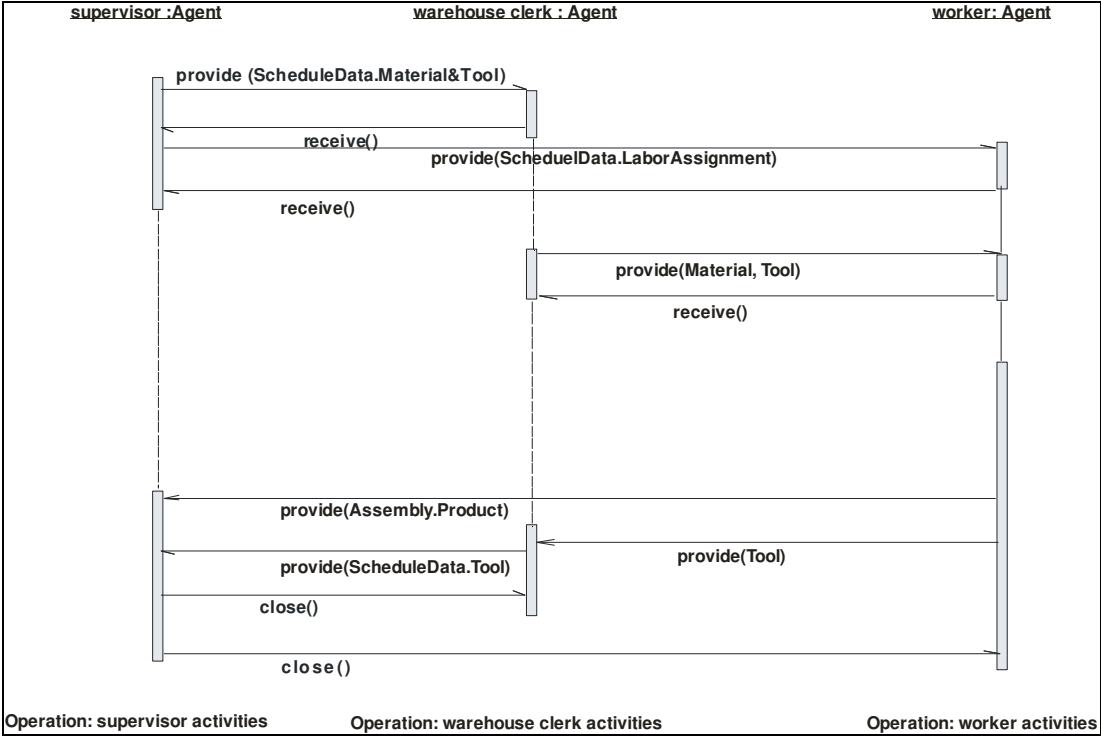 supervisor :Agent
warehouse clerk : Agent
worker: Agent
provide (ScheduleData.Material&Tool)
receive()
provide(ScheduelData.LaborAssignment)
receive()
provide(Material, Tool)
receive()
provide(Assembly.Product)
provide(Tool)
provide(ScheduleData.Tool)
close()
close()
Operation: supervisor activities
Operation: warehouse clerk activities
Operation: worker activities